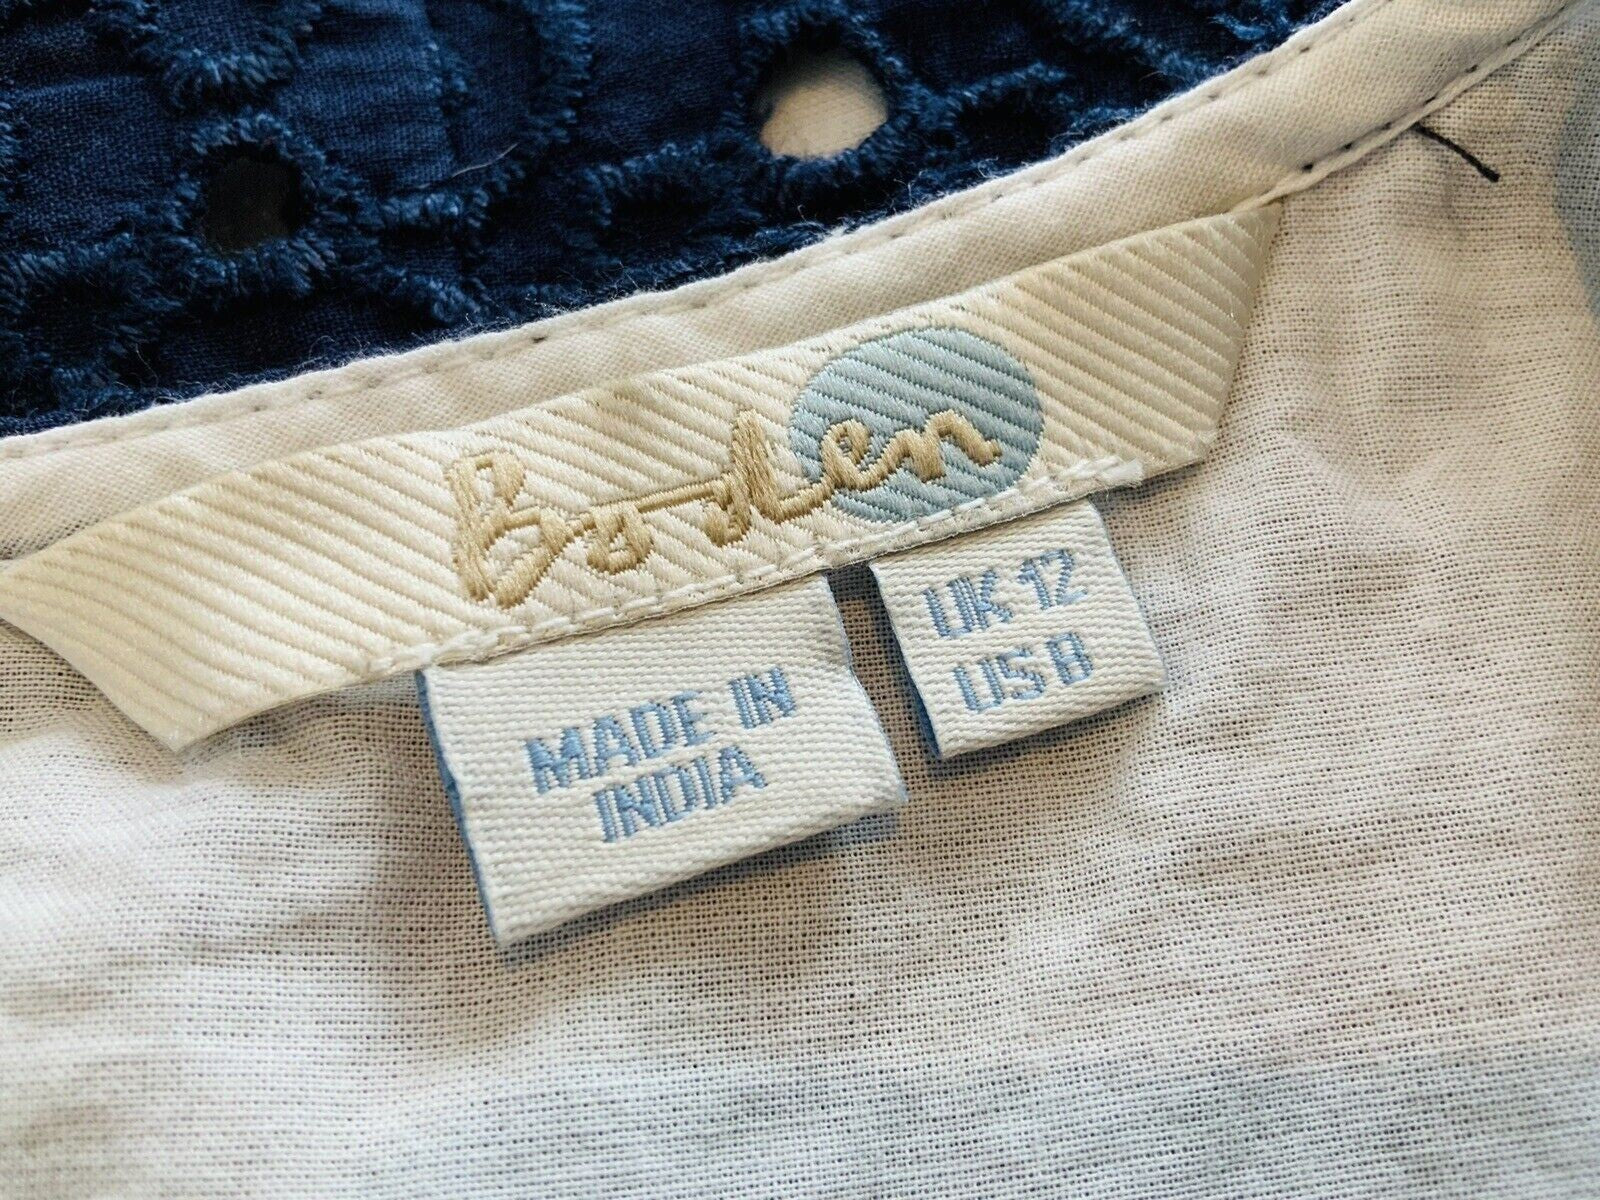 Boden
MADE IN
INDIA
UK 12
US 8